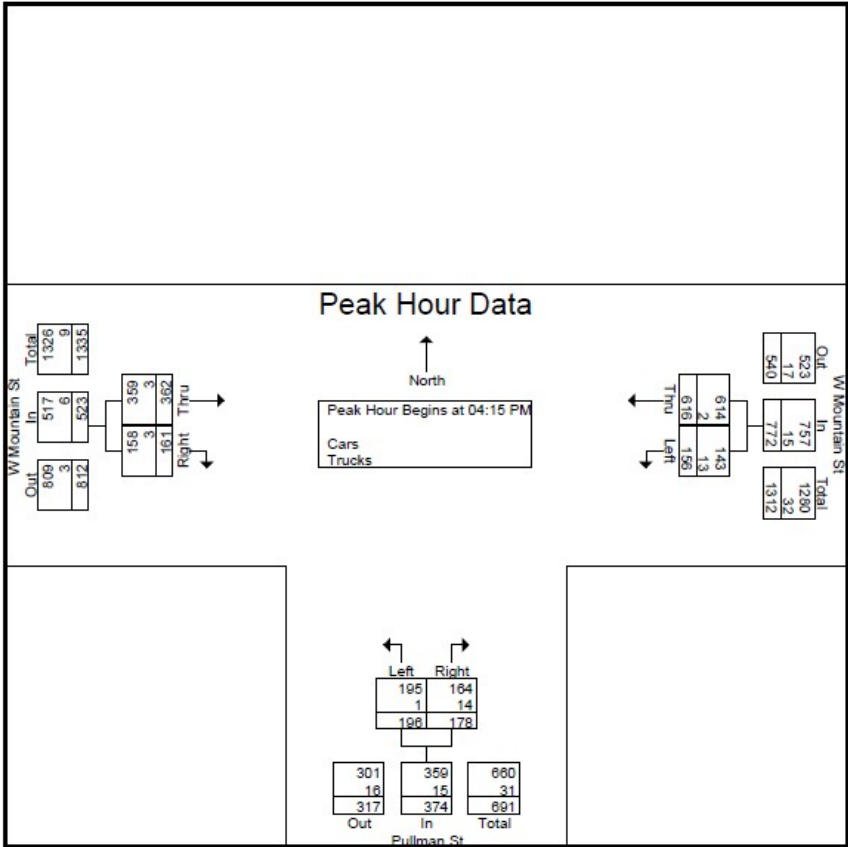 Peak Hour Data
North
Peak Hour Begins at 04:15 PM
Cars
Trucks
W Mountain St
Total
1326
9
1335
In
517
6
523
Out
809
3
812
359
3
362
Thru
158
3
161
Right
W Mountain St
Out
523
17
540
In
757
15
772
Total
1280
32
1312
Thru
614
2
616
Left
143
13
156
Left Right
195 164
1 14
196 178
301 359 660
16 15 31
317 374 691
Out In Total
Pullman St